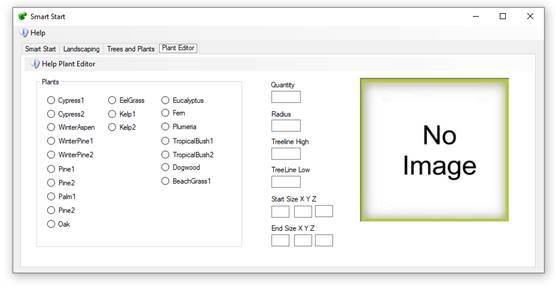 Smart Start
Help
Smart Start Landscaping Trees and Plants Plant Editor
Help Plant Editor
Plants
Cypress1
Cypress2
WinterAspen
WinterPine1
WinterPine2
Pine1
Pine2
Palm1
Pine2
Oak
EelGrass
Kelp1
Kelp2
Eucalyptus
Fern
Plumeria
TropicalBush1
TropicalBush2
Dogwood
BeachGrass1
Quantity
Radius
Treeline High
TreeLine Low
Start Size X Y Z
End Size X Y Z
No
Image